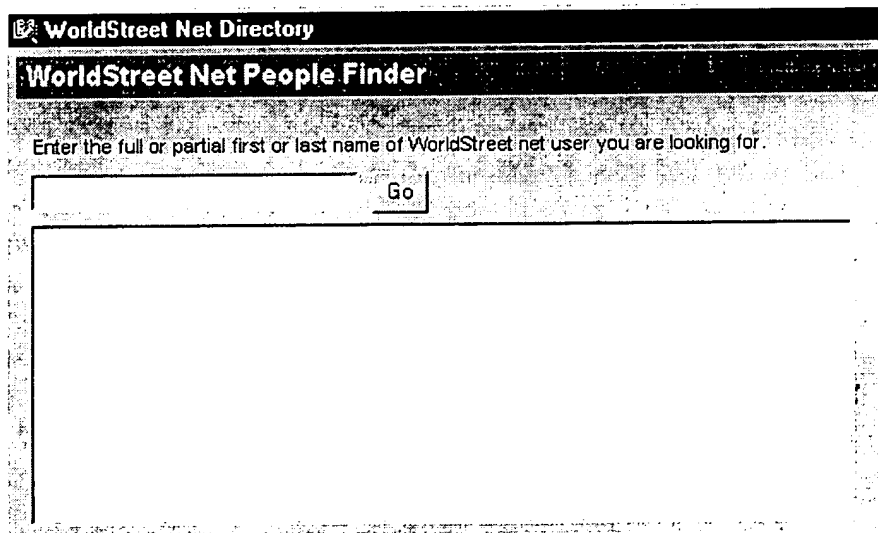 WorldStreet Net Directory
WorldStreet Net People Finder
Enter the full or partial first or last name of WorldStreet net user you are looking for.
Go